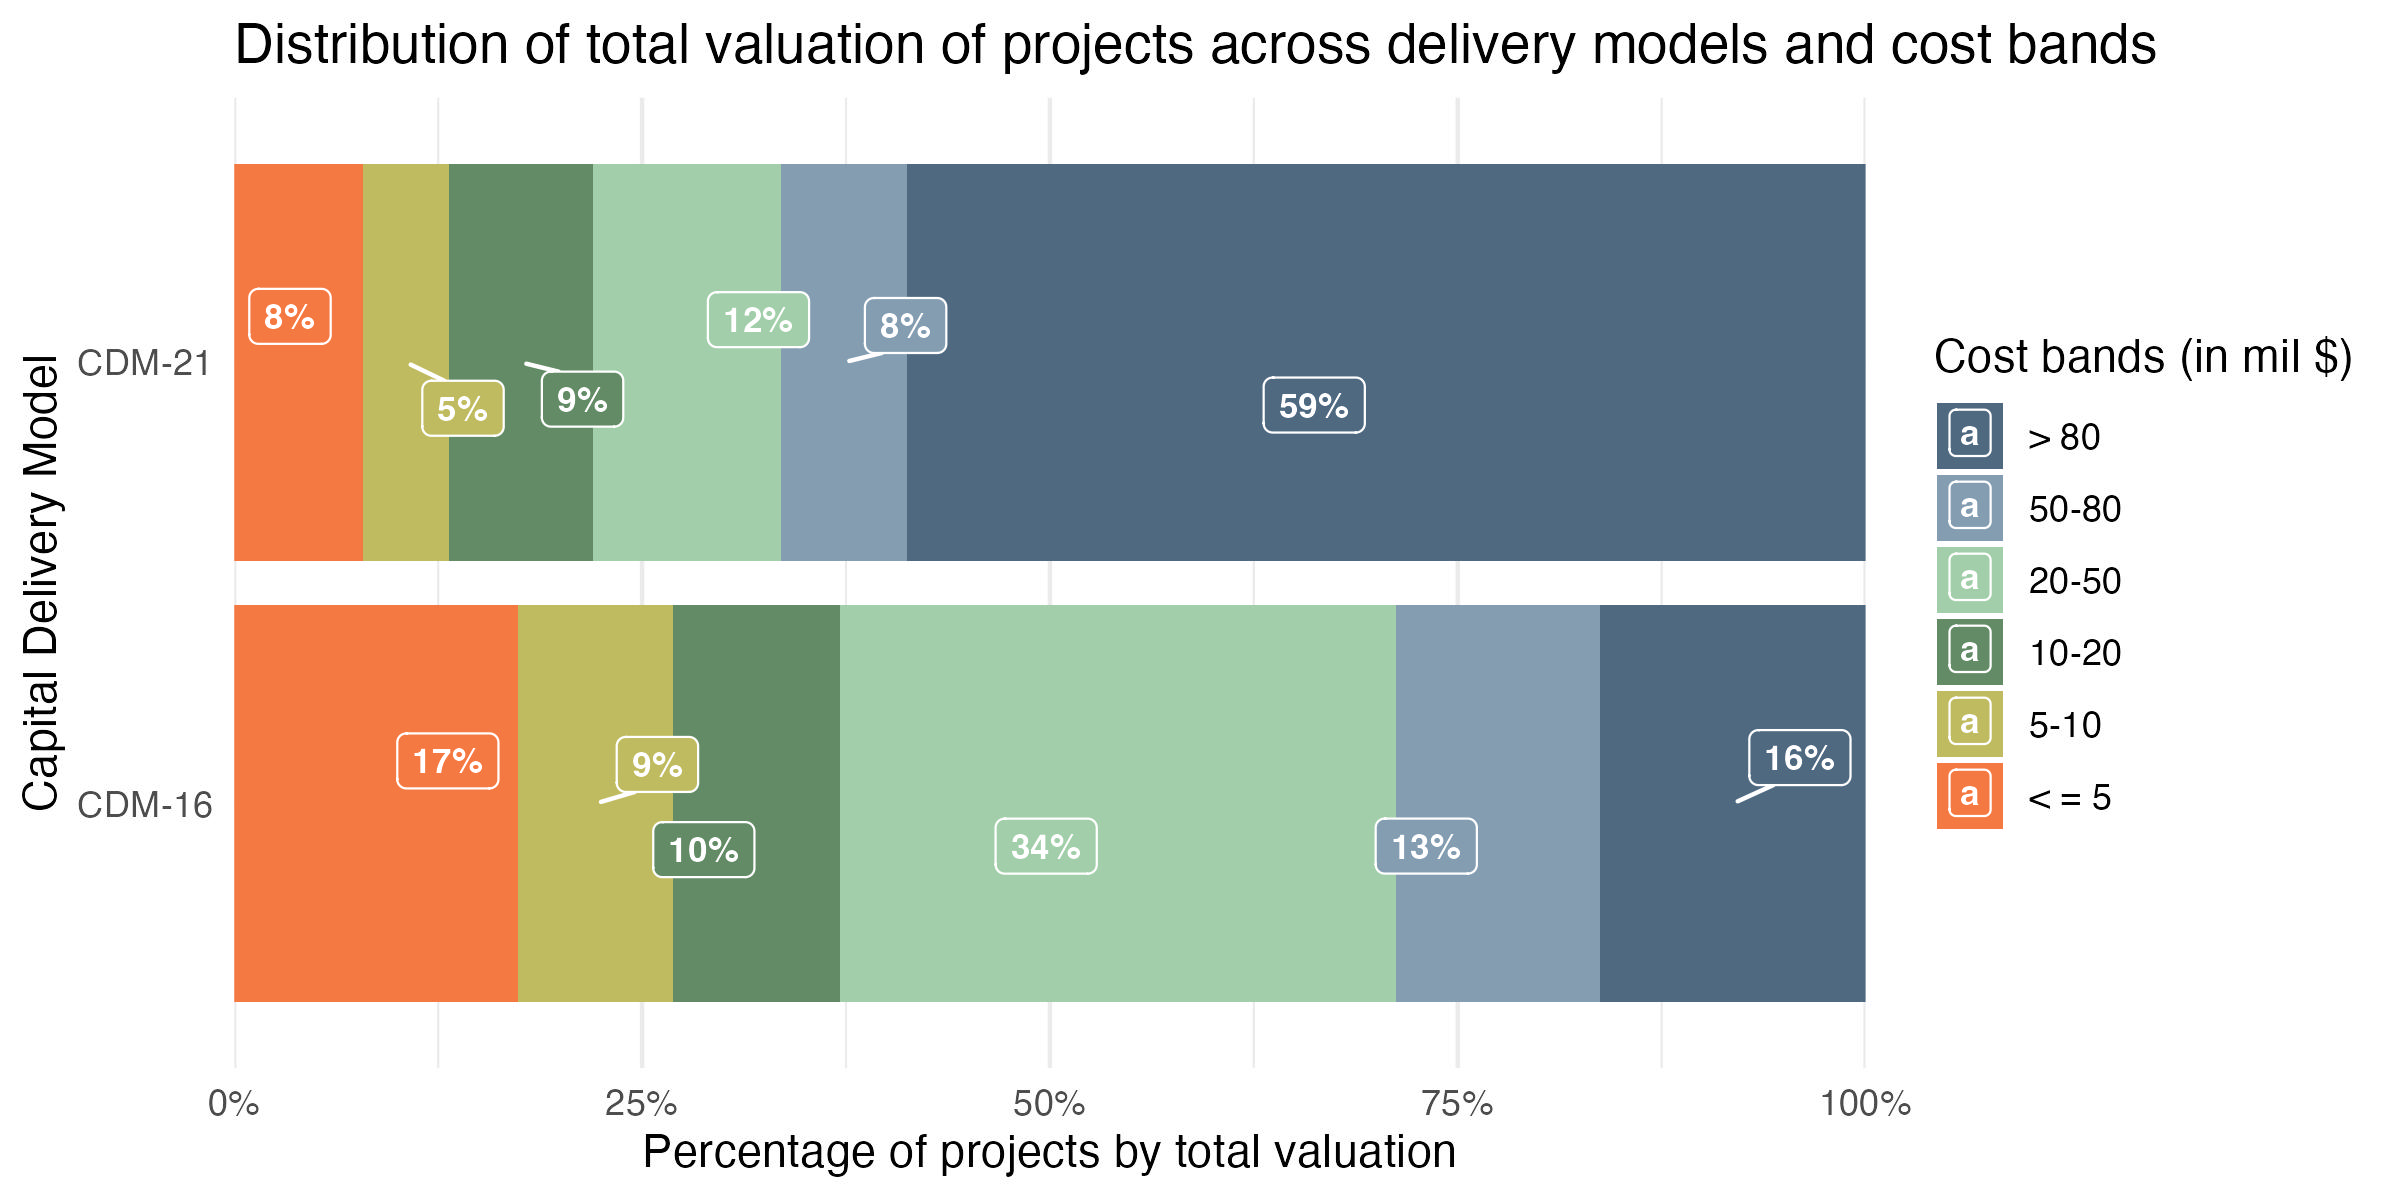 Distribution of total valuation of projects across delivery models and cost bands
Capital Delivery Model
CDM-21
8%
5%
9%
12%
8%
59%
CDM-16
17%
9%
10%
34%
13%
16%
0%
25%
50%
75%
100%
Percentage of projects by total valuation
Cost bands (in mil $)
a > 80
a 50-80
a 20-50
a 10-20
a 5-10
a < = 5